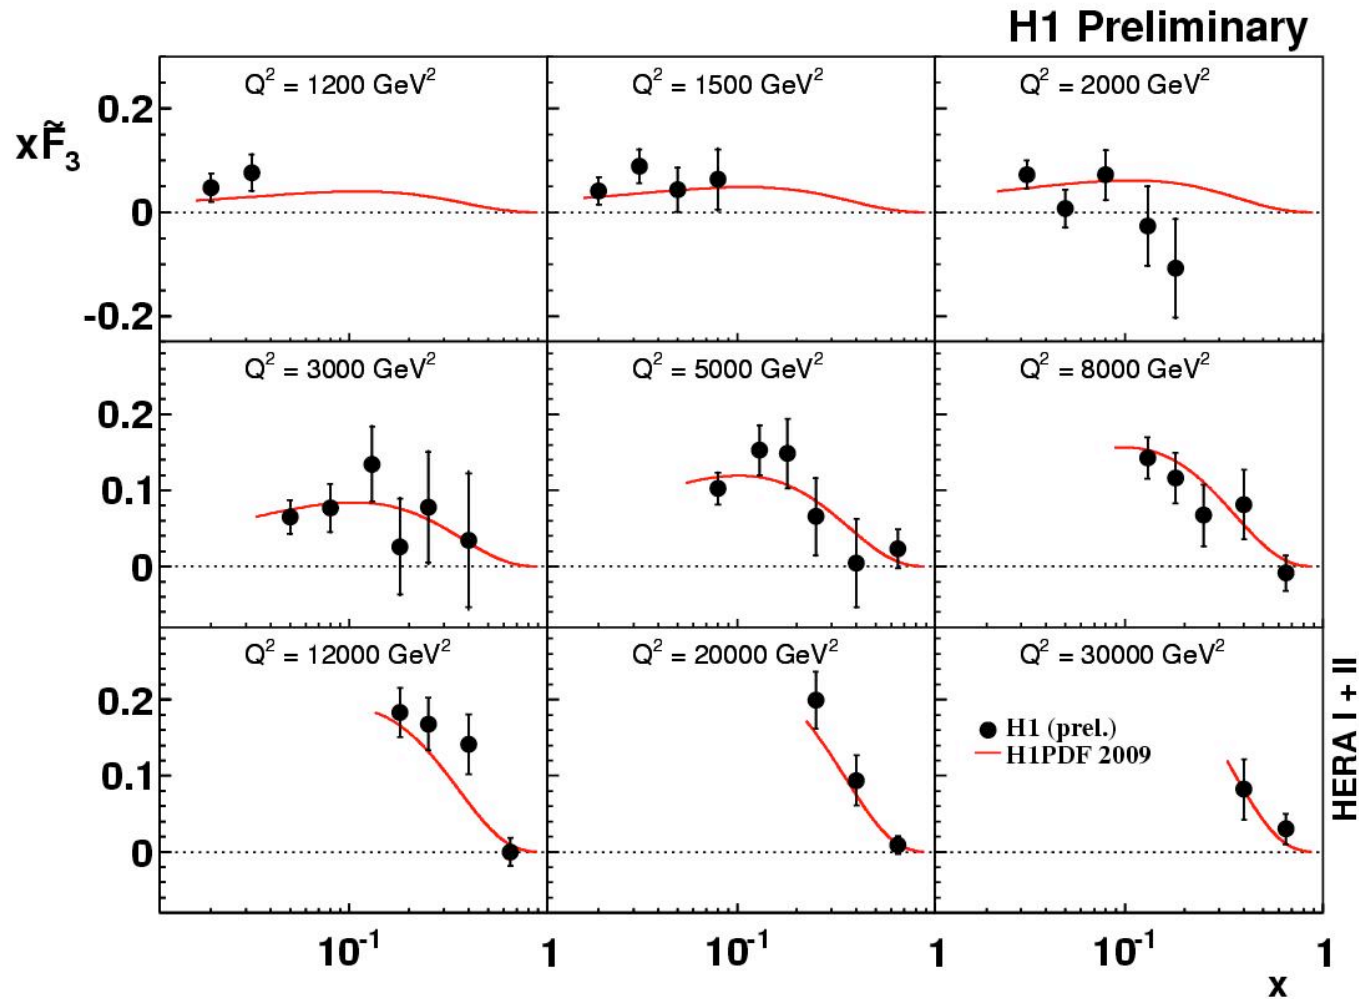 H1 Preliminary
Q² = 1200 GeV²
Q² = 1500 GeV²
Q² = 2000 GeV²
xF̃₃
0.2
0
-0.2
Q² = 3000 GeV²
Q² = 5000 GeV²
Q² = 8000 GeV²
0.2
0.1
0
Q² = 12000 GeV²
Q² = 20000 GeV²
Q² = 30000 GeV²
0.2
0.1
0
H1 (prel.)
H1PDF 2009
HERA I + II
10⁻¹ 1 10⁻¹ 1 10⁻¹ 1
x